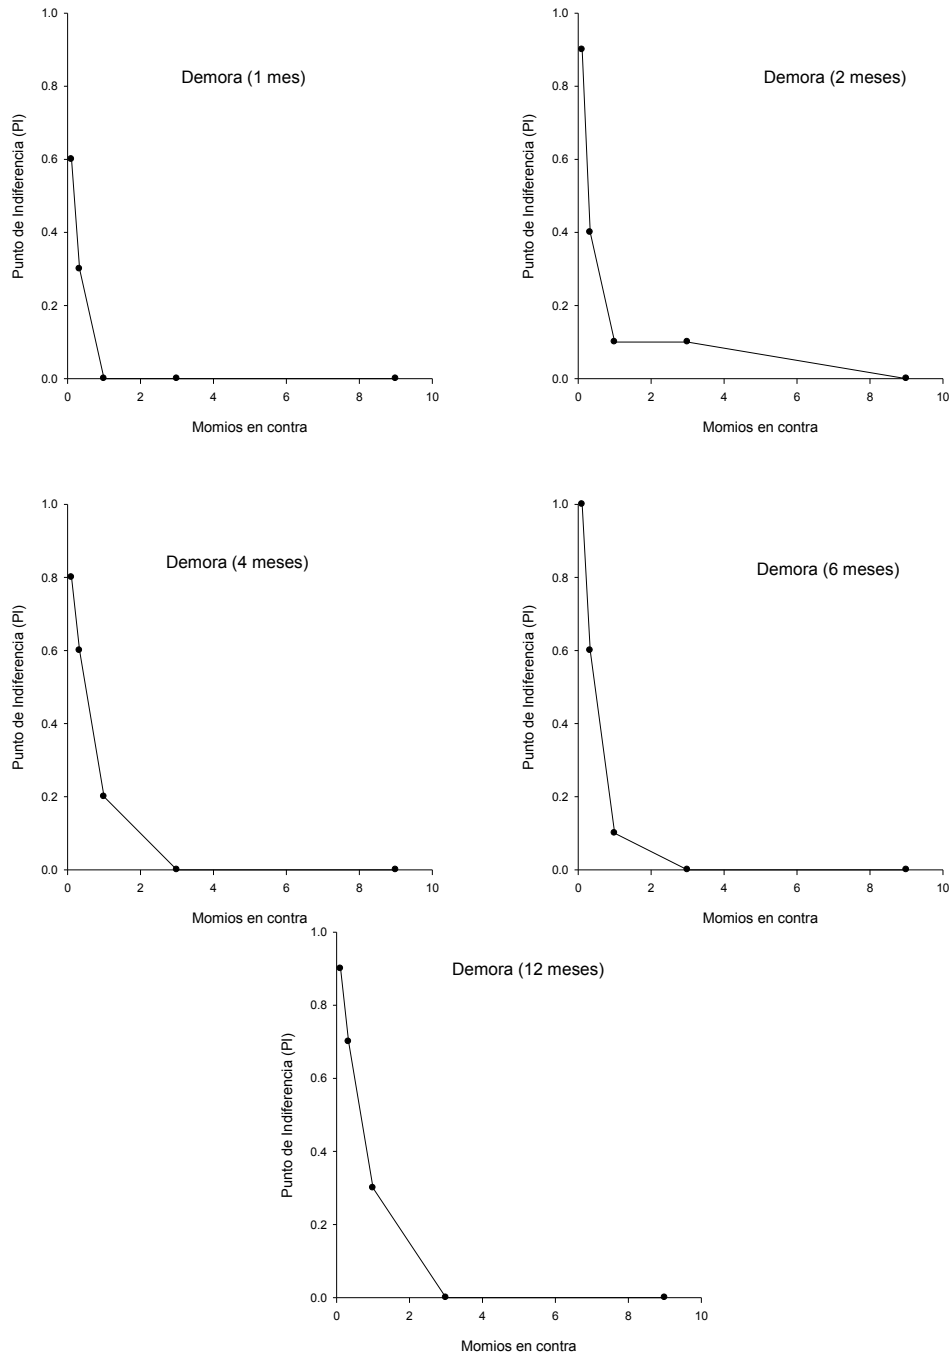 Demora (1 mes)
Punto de Indiferencia (PI)
1.0
0.8
0.6
0.4
0.2
0.0
0 2 4 6 8 10
Momios en contra
Demora (2 meses)
Punto de Indiferencia (PI)
1.0
0.8
0.6
0.4
0.2
0.0
0 2 4 6 8 10
Momios en contra
Demora (4 meses)
Punto de Indiferencia (PI)
1.0
0.8
0.6
0.4
0.2
0.0
0 2 4 6 8 10
Momios en contra
Demora (6 meses)
Punto de Indiferencia (PI)
1.0
0.8
0.6
0.4
0.2
0.0
0 2 4 6 8 10
Momios en contra
Demora (12 meses)
Punto de Indiferencia (PI)
1.0
0.8
0.6
0.4
0.2
0.0
0 2 4 6 8 10
Momios en contra